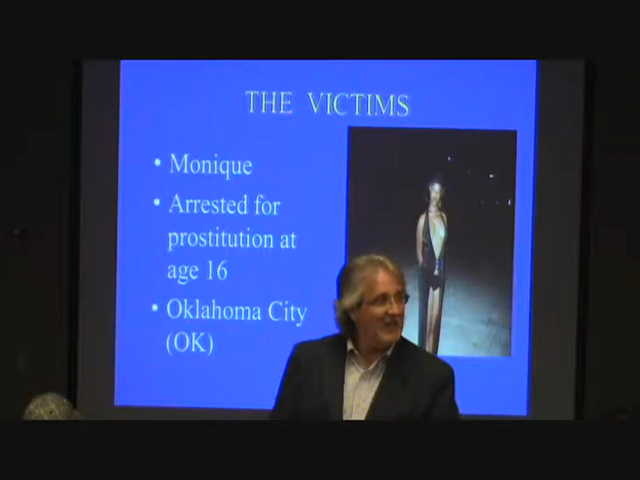 THE VICTIMS
• Monique
• Arrested for
prostitution at
age 16
• Oklahoma City
(OK)